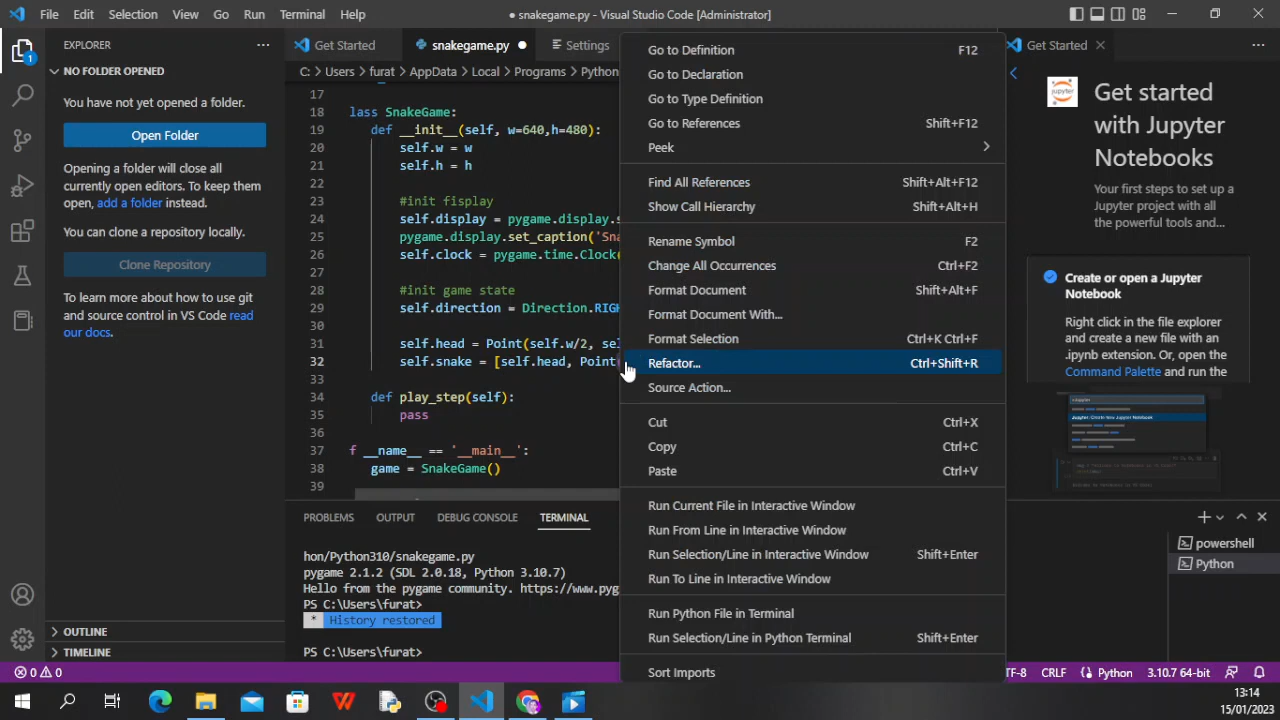 File Edit Selection View Go Run Terminal Help
● snakegame.py - Visual Studio Code [Administrator]
EXPLORER
NO FOLDER OPENED
You have not yet opened a folder.
Open Folder
Opening a folder will close all
currently open editors. To keep them
open, add a folder instead.
You can clone a repository locally.
Clone Repository
To learn more about how to use git
and source control in VS Code read
our docs.
OUTLINE
TIMELINE
Get Started snakegame.py Settings
C: > Users > furat > AppData > Local > Programs > Python
17
18 lass SnakeGame:
19 def __init__(self, w=640,h=480):
20 self.w = w
21 self.h = h
22
23 #init fisplay
24 self.display = pygame.display.s
25 pygame.display.set_caption('Sna
26 self.clock = pygame.time.Clock(
27
28 #init game state
29 self.direction = Direction.RIG
30
31 self.head = Point(self.w/2, se
32 self.snake = [self.head, Point
33
34 def play_step(self):
35 pass
36
37 f __name__ == '__main__':
38 game = SnakeGame()
39
Go to Definition F12
Go to Declaration
Go to Type Definition
Go to References Shift+F12
Peek
Find All References Shift+Alt+F12
Show Call Hierarchy Shift+Alt+H
Rename Symbol F2
Change All Occurrences Ctrl+F2
Format Document Shift+Alt+F
Format Document With...
Format Selection Ctrl+K Ctrl+F
Refactor... Ctrl+Shift+R
Source Action...
Cut Ctrl+X
Copy Ctrl+C
Paste Ctrl+V
Run Current File in Interactive Window
Run From Line in Interactive Window
Run Selection/Line in Interactive Window Shift+Enter
Run To Line in Interactive Window
Run Python File in Terminal
Run Selection/Line in Python Terminal Shift+Enter
Sort Imports
Get Started
jupyter
Get started
with Jupyter
Notebooks
Your first steps to set up a
Jupyter project with all
the powerful tools and...
Create or open a Jupyter
Notebook
Right click in the file explorer
and create a new file with an
.ipynb extension. Or, open the
Command Palette and run the
PROBLEMS OUTPUT DEBUG CONSOLE TERMINAL
hon/Python310/snakegame.py
pygame 2.1.2 (SDL 2.0.18, Python 3.10.7)
Hello from the pygame community. https://www.pyg
PS C:\Users\furat>
* History restored
PS C:\Users\furat>
powershell
Python
0 0
TF-8 CRLF Python 3.10.7 64-bit
1
13:14
15/01/2023